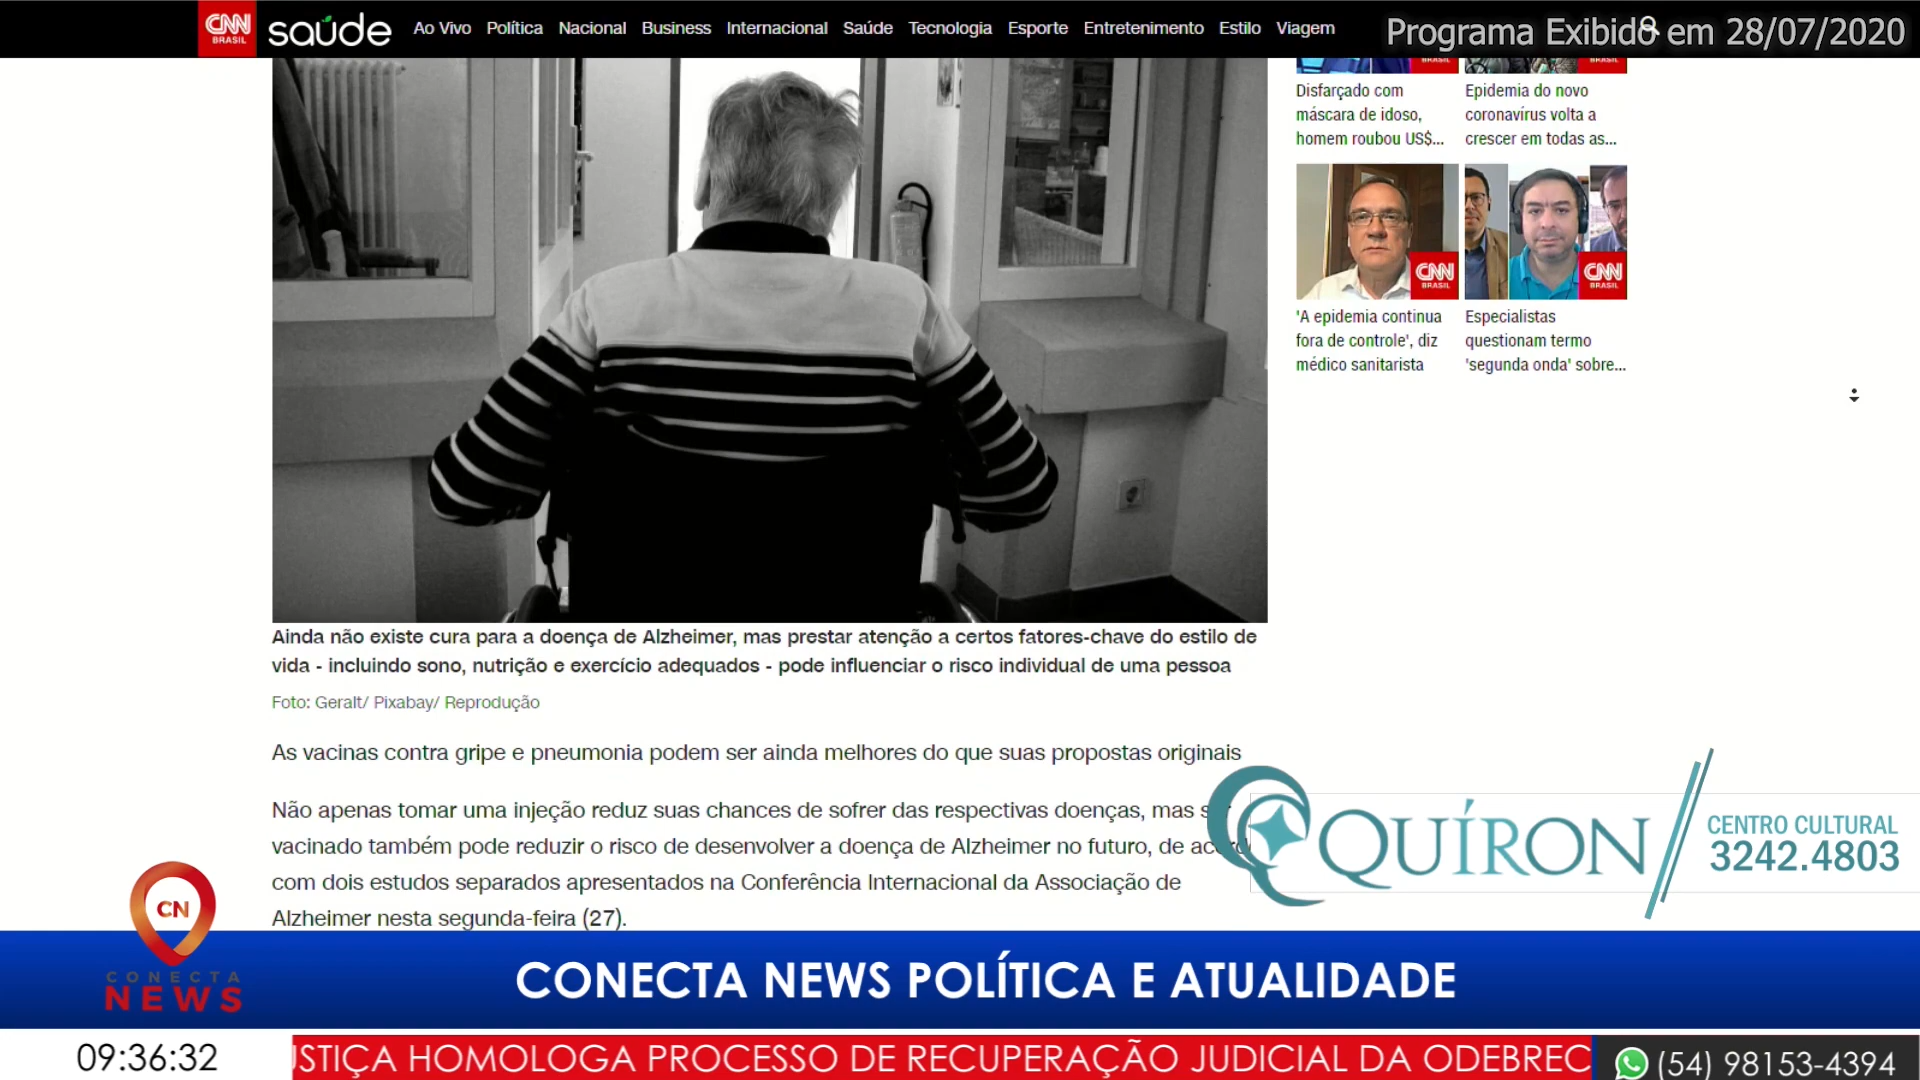 CNN BRASIL saúde Ao Vivo Política Nacional Business Internacional Saúde Tecnologia Esporte Entretenimento Estilo Viagem
Programa Exibido em 28/07/2020
BRASIL
BRASIL
Disfarçado com
máscara de idoso,
homem roubou US$...
Epidemia do novo
coronavírus volta a
crescer em todas as...
CNN BRASIL
CNN BRASIL
'A epidemia continua
fora de controle', diz
médico sanitarista
Especialistas
questionam termo
'segunda onda' sobre...
Ainda não existe cura para a doença de Alzheimer, mas prestar atenção a certos fatores-chave do estilo de
vida - incluindo sono, nutrição e exercício adequados - pode influenciar o risco individual de uma pessoa
Foto: Geralt/ Pixabay/ Reprodução
As vacinas contra gripe e pneumonia podem ser ainda melhores do que suas propostas originais
Não apenas tomar uma injeção reduz suas chances de sofrer das respectivas doenças, mas
vacinado também pode reduzir o risco de desenvolver a doença de Alzheimer no futuro, de
com dois estudos separados apresentados na Conferência Internacional da Associação de
Alzheimer nesta segunda-feira (27).
QUÍRON
CENTRO CULTURAL
3242.4803
CN
CONECTA
NEWS
CONECTA NEWS POLÍTICA E ATUALIDADE
09:36:32
USTIÇA HOMOLOGA PROCESSO DE RECUPERAÇÃO JUDICIAL DA ODEBREC
(54) 98153-4394